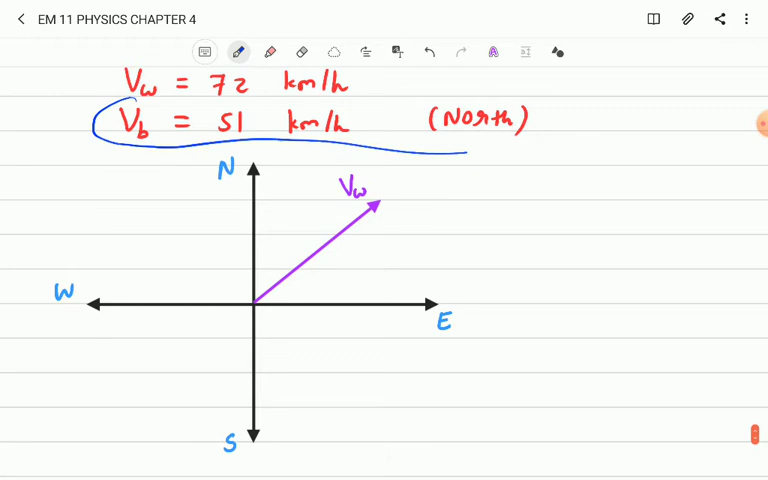 EM 11 PHYSICS CHAPTER 4
Vw = 72 km/h
Vb = 51 km/h (North)
N
Vw
W
E
S